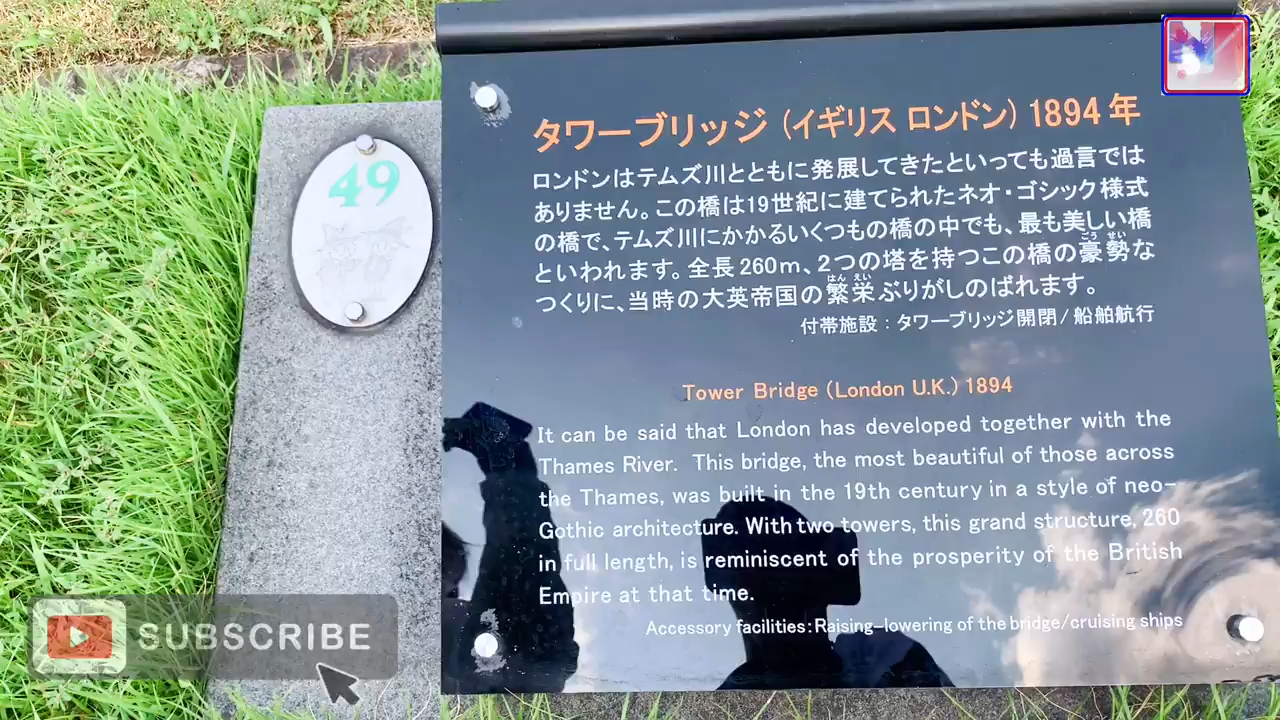 49
タワーブリッジ (イギリス ロンドン) 1894年
ロンドンはテムズ川とともに発展してきたといっても過言では
ありません。この橋は19世紀に建てられたネオ・ゴシック様式
の橋で、テムズ川にかかるいくつもの橋の中でも、最も美しい橋
ごう せい
といわれます。全長260m、2つの塔を持つこの橋の豪勢な
はん えい
つくりに、当時の大英帝国の繁栄ぶりがしのばれます。
付帯施設：タワーブリッジ開閉/船舶航行
Tower Bridge (London U.K.) 1894
It can be said that London has developed together with the
Thames River. This bridge, the most beautiful of those across
the Thames, was built in the 19th century in a style of neo-
Gothic architecture. With two towers, this grand structure, 260
in full length, is reminiscent of the prosperity of the British
Empire at that time.
Accessory facilities: Raising-lowering of the bridge/cruising ships
SUBSCRIBE